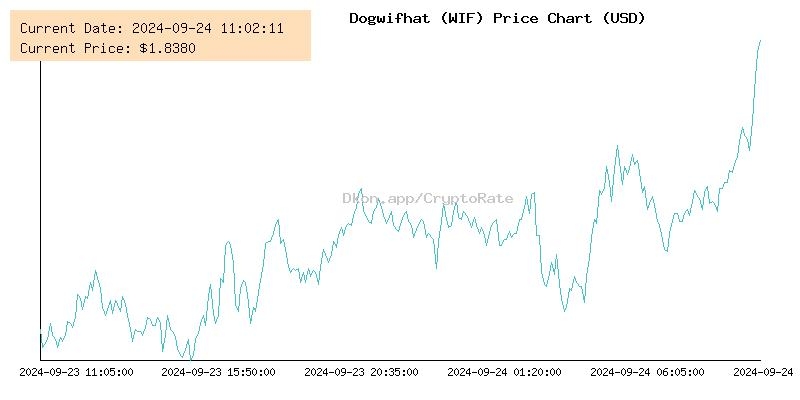 Dogwifhat (WIF) Price Chart (USD)
Current Date: 2024-09-24 11:02:11
Current Price: $1.8380
Dkon.app/CryptoRate
2024-09-23 11:05:00 2024-09-23 15:50:00 2024-09-23 20:35:00 2024-09-24 01:20:00 2024-09-24 06:05:00 2024-09-24